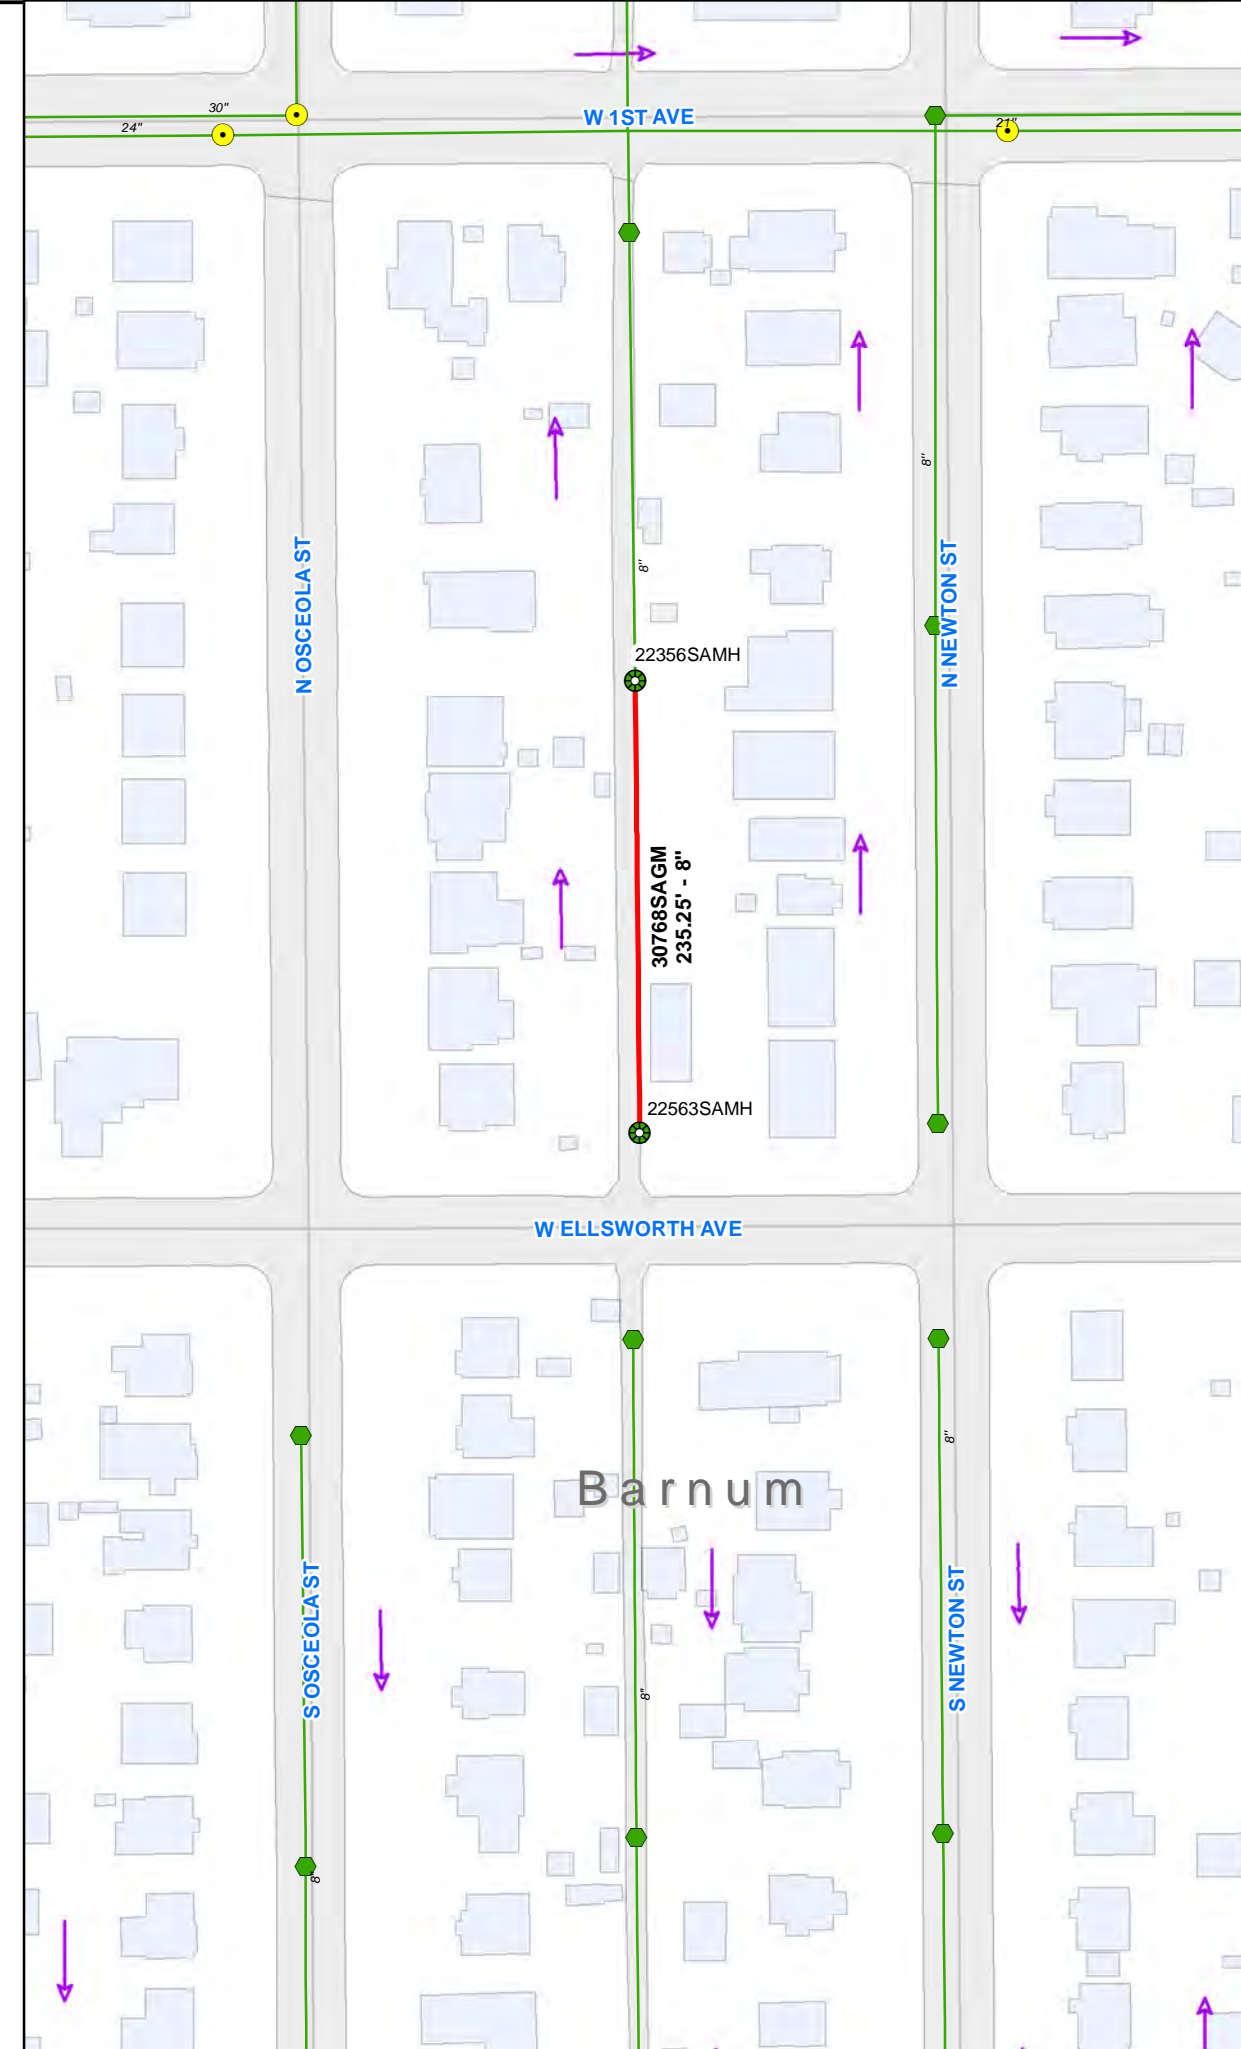 30"
24"
W 1ST AVE
21"
8"
8"
N OSCEOLA ST
N NEWTON ST
22356SAMH
30768SAGM
235.25' - 8"
22563SAMH
W ELLSWORTH AVE
8"
Barnum
S OSCEOLA ST
S NEWTON ST
8"
8"